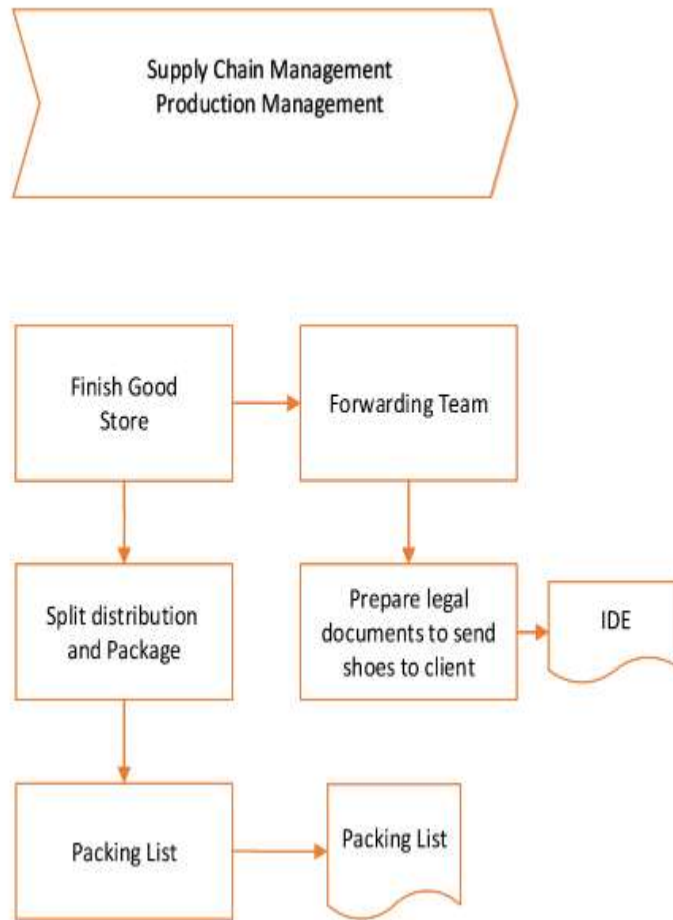 Supply Chain Management
Production Management
Finish Good
Store
Forwarding Team
Split distribution
and Package
Prepare legal
documents to send
shoes to client
IDE
Packing List
Packing List